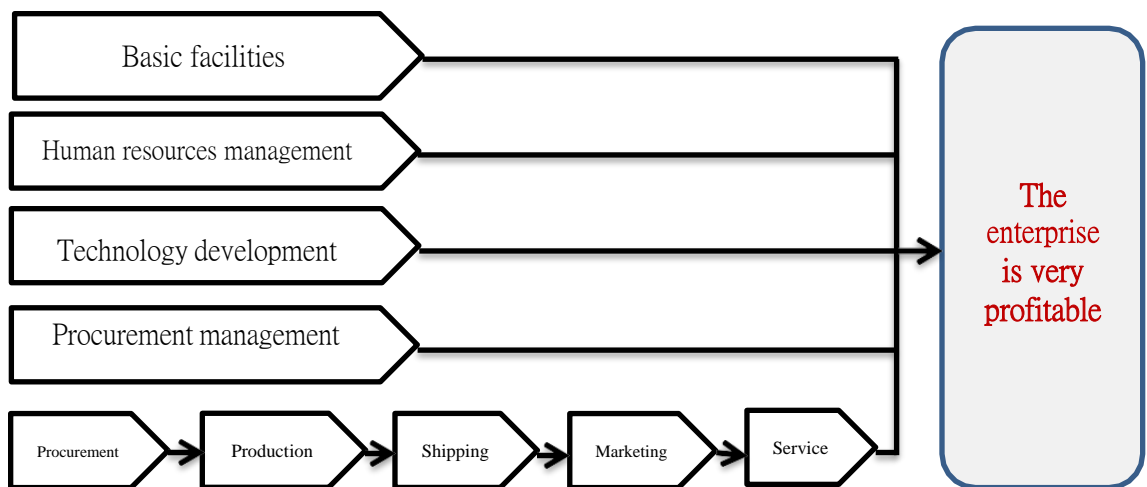 Basic facilities
Human resources management
Technology development
Procurement management
Procurement
Production
Shipping
Marketing
Service
The
enterprise
is very
profitable